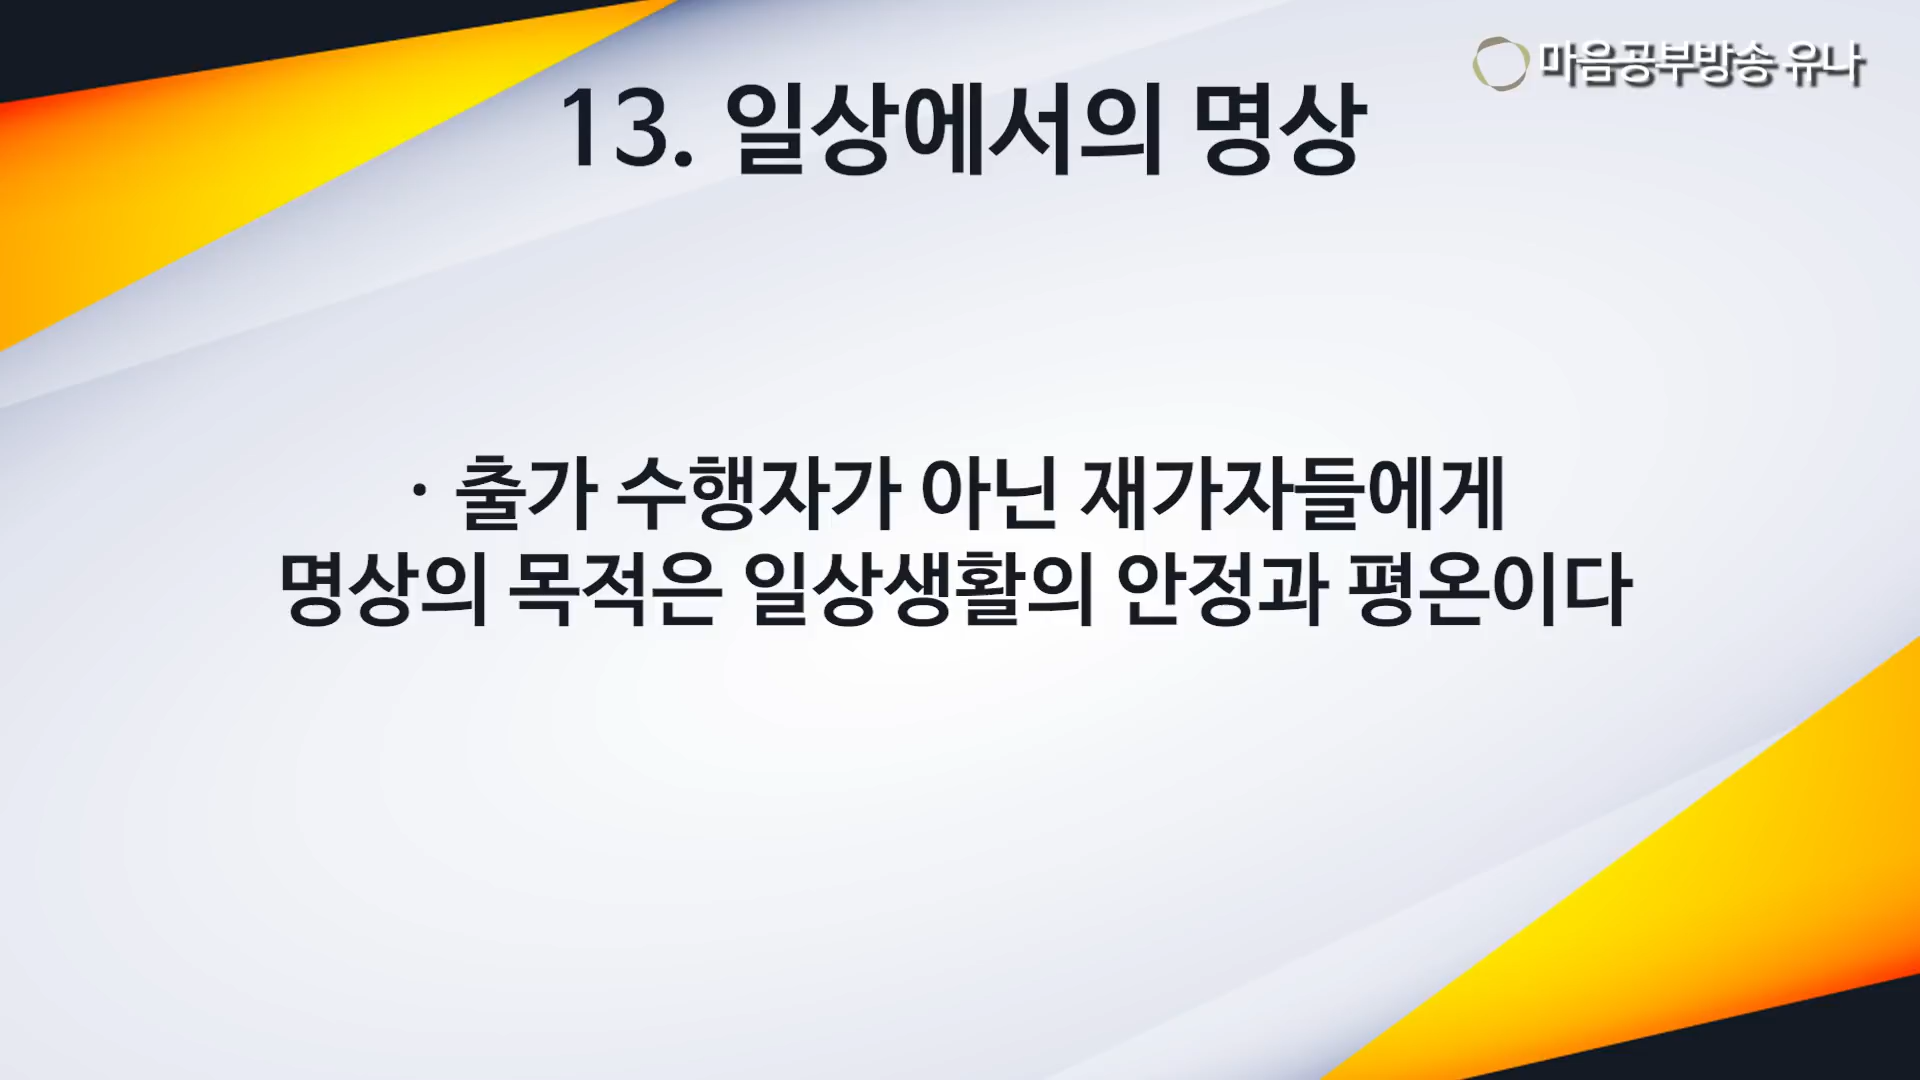 마음공부방송 유나
13. 일상에서의 명상
· 출가 수행자가 아닌 재가자들에게
명상의 목적은 일상생활의 안정과 평온이다